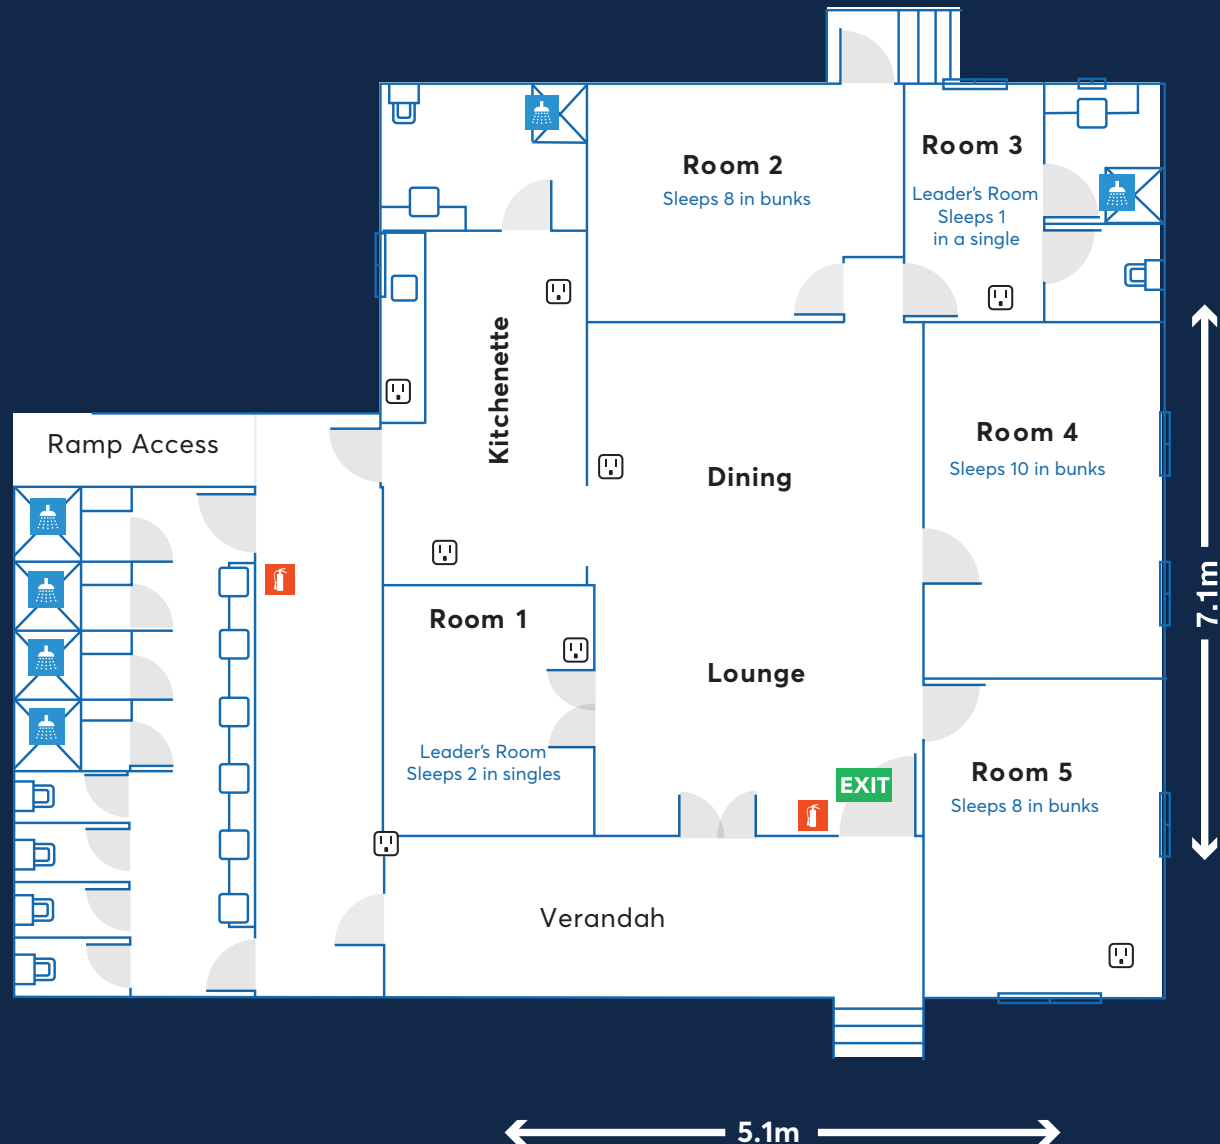 Room 2
Sleeps 8 in bunks
Room 3
Leader's Room
Sleeps 1
in a single
Kitchenette
Ramp Access
Dining
Room 4
Sleeps 10 in bunks
7.1m
Room 1
Leader's Room
Sleeps 2 in singles
Lounge
EXIT
Room 5
Sleeps 8 in bunks
Verandah
5.1m